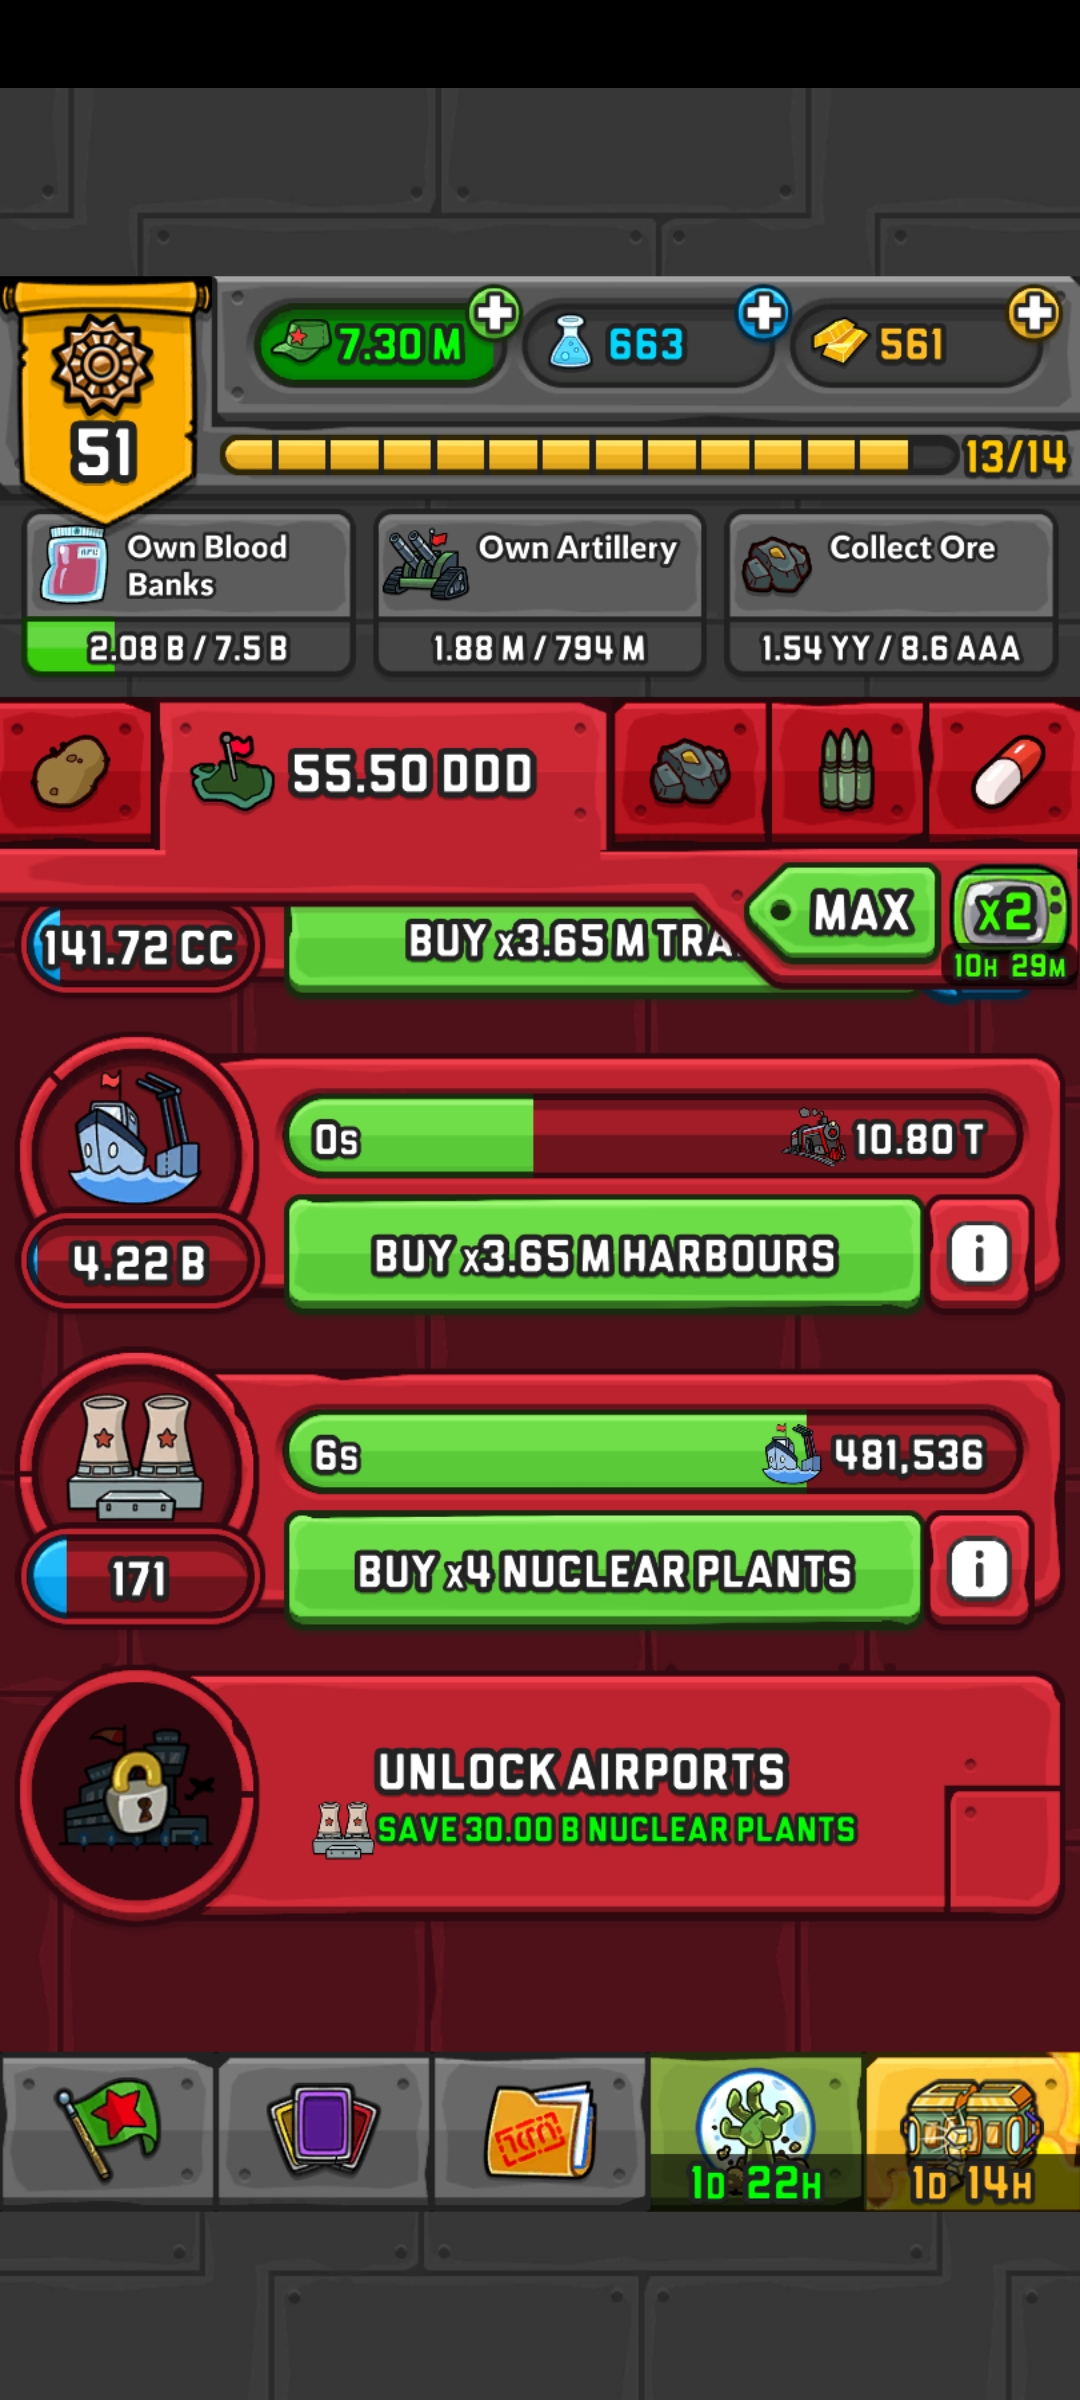 7.30 M
663
561
51
13/14
Own Blood Banks
2.08 B / 7.5 B
Own Artillery
1.88 M / 794 M
Collect Ore
1.54 YY / 8.6 AAA
55.50 DDD
MAX
x2
10H 29M
141.72 CC
BUY x3.65 M TRA
0s
10.80 T
4.22 B
BUY x3.65 M HARBOURS
i
6s
481,536
171
BUY x4 NUCLEAR PLANTS
i
UNLOCK AIRPORTS
SAVE 30.00 B NUCLEAR PLANTS
1D 22H
1D 14H